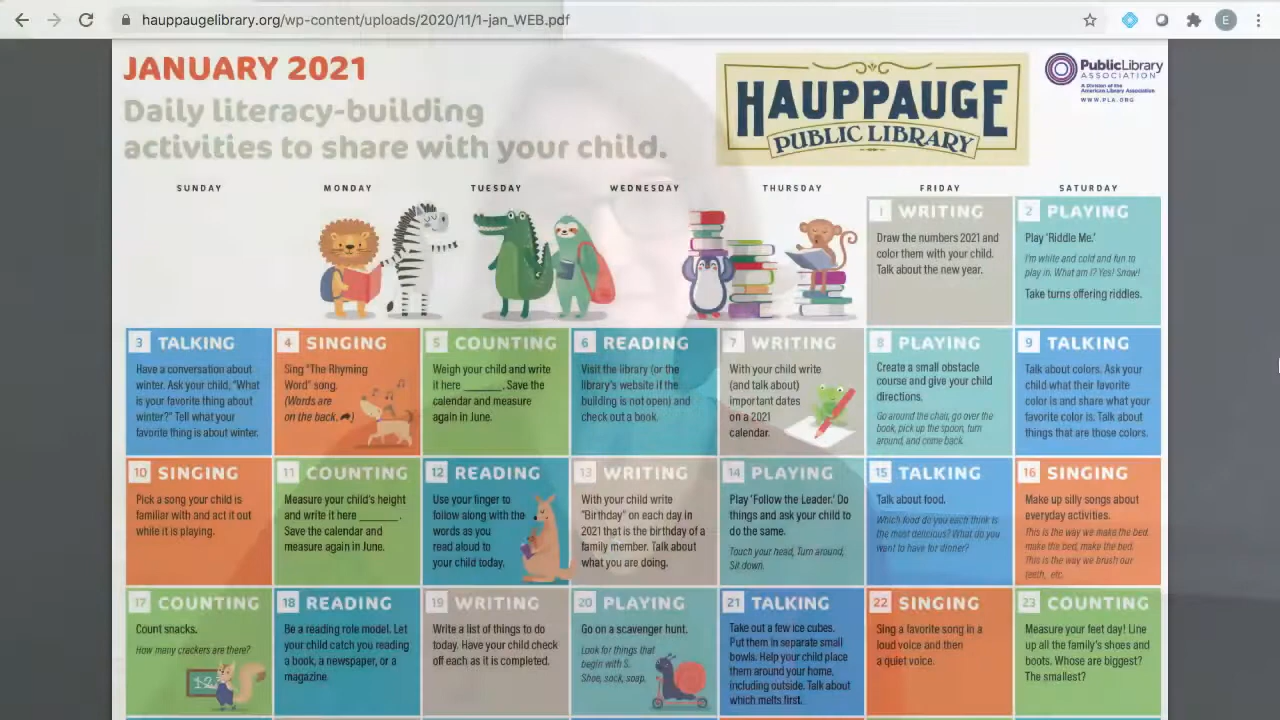 hauppaugelibrary.org/wp-content/uploads/2020/11/1-jan_WEB.pdf
E
JANUARY 2021
Daily literacy-building
activities to share with your child.
HAUPPAUGE
PUBLIC LIBRARY
PublicLibrary
ASSOCIATION
A Division of the
American Library Association
WWW.PLA.ORG
SUNDAY
MONDAY
TUESDAY
WEDNESDAY
THURSDAY
FRIDAY
SATURDAY
1 WRITING
Draw the numbers 2021 and
color them with your child.
Talk about the new year.
2 PLAYING
Play 'Riddle Me.'
I'm white and cold and fun to
play in. What am I? Yes! Snow!
Take turns offering riddles.
3 TALKING
Have a conversation about
winter. Ask your child, "What
is your favorite thing about
winter?" Tell what your
favorite thing is about winter.
4 SINGING
Sing "The Rhyming
Word" song.
(Words are
on the back.)
5 COUNTING
Weigh your child and write
it here ______. Save the
calendar and measure
again in June.
6 READING
Visit the library (or the
library's website if the
building is not open) and
check out a book.
7 WRITING
With your child write
(and talk about)
important dates
on a 2021
calendar.
8 PLAYING
Create a small obstacle
course and give your child
directions.
Go around the chair, go over the
book, pick up the spoon, turn
around, and come back.
9 TALKING
Talk about colors. Ask your
child what their favorite
color is and share what your
favorite color is. Talk about
things that are those colors.
10 SINGING
Pick a song your child is
familiar with and act it out
while it is playing.
11 COUNTING
Measure your child's height
and write it here ______.
Save the calendar and
measure again in June.
12 READING
Use your finger to
follow along with the
words as you
read aloud to
your child today.
13 WRITING
With your child write
"Birthday" on each day in
2021 that is the birthday of a
family member. Talk about
what you are doing.
14 PLAYING
Play 'Follow the Leader.' Do
things and ask your child to
do the same.
Touch your head, Turn around,
Sit down.
15 TALKING
Talk about food.
Which food do you each think is
the most delicious? What do you
want to have for dinner?
16 SINGING
Make up silly songs about
everyday activities.
This is the way we make the bed,
make the bed, make the bed.
This is the way we brush our
teeth, etc.
17 COUNTING
Count snacks.
How many crackers are there?
123
18 READING
Be a reading role model. Let
your child catch you reading
a book, a newspaper, or a
magazine.
19 WRITING
Write a list of things to do
today. Have your child check
off each as it is completed.
20 PLAYING
Go on a scavenger hunt.
Look for things that
begin with S.
Shoe, sock, soap.
21 TALKING
Take out a few ice cubes.
Put them in separate small
bowls. Help your child place
them around your home,
including outside. Talk about
which melts first.
22 SINGING
Sing a favorite song in a
loud voice and then
a quiet voice.
23 COUNTING
Measure your feet day! Line
up all the family's shoes and
boots. Whose are biggest?
The smallest?